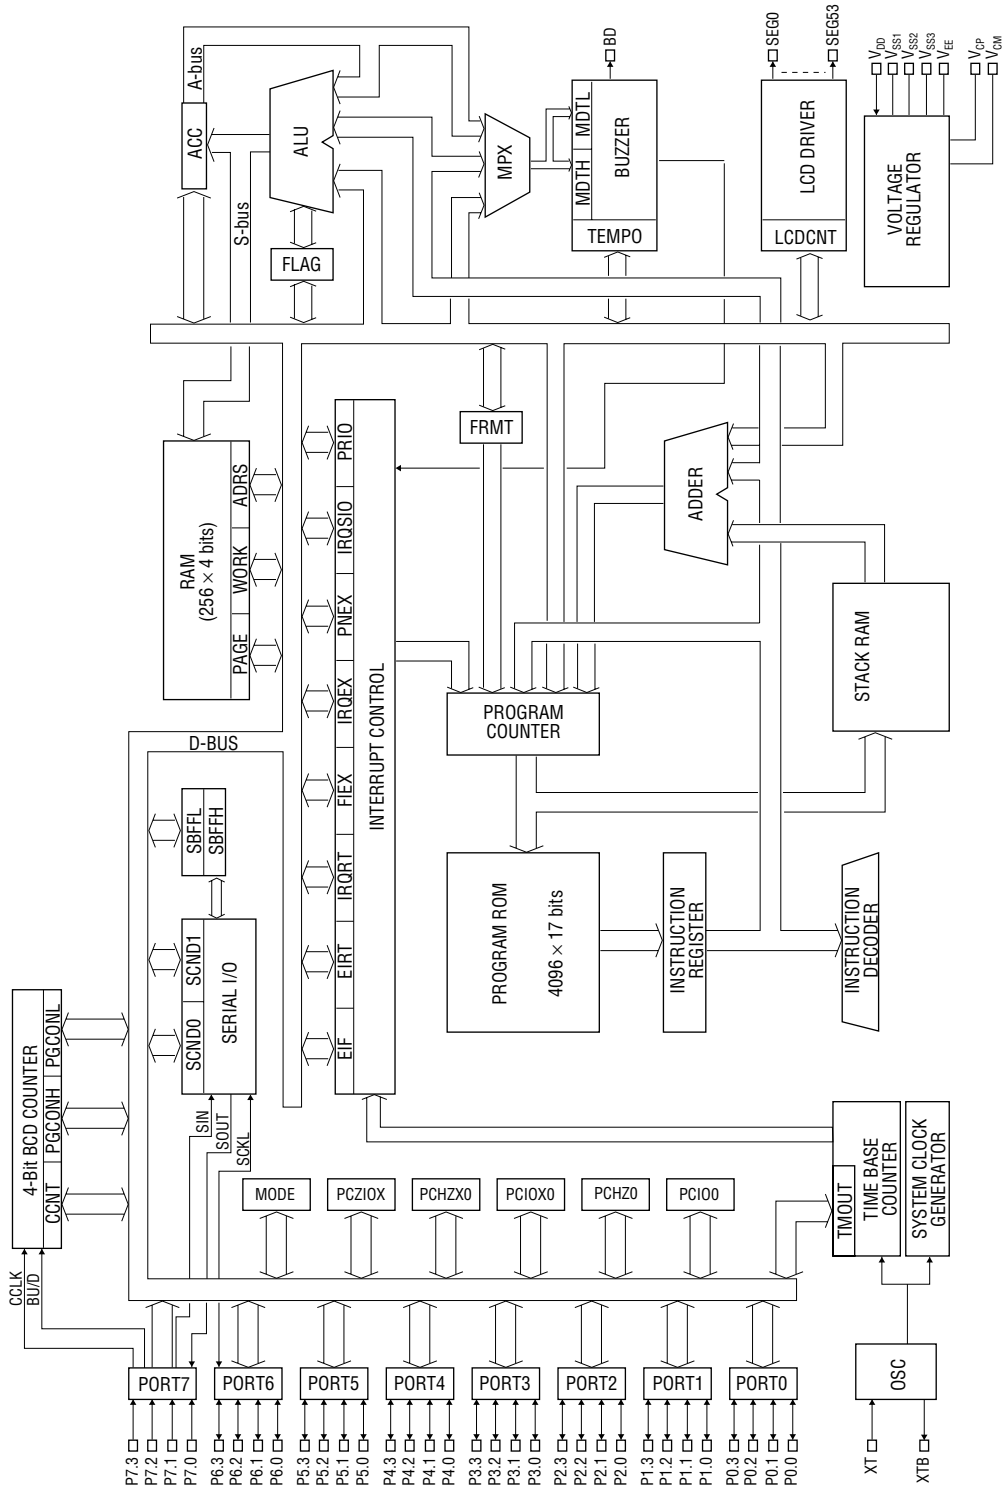 4-Bit BCD COUNTER
CCNT
PGCONH
PGCONL
CCLK
BU/D
SIN
SOUT
SCKL
SCND0
SCND1
SERIAL I/O
SBFFL
SBFFH
D-BUS
RAM
(256 × 4 bits)
PAGE
WORK
ADRS
S-bus
A-bus
ACC
ALU
FLAG
MPX
MDTH
MDTL
BUZZER
TEMPO
BD
LCD DRIVER
LCDCNT
SEG0
SEG53
VOLTAGE
REGULATOR
VDD
VSS1
VSS2
VSS3
VEE
VCP
VCM
EIF
EIRT
IRQRT
FIEX
IRQEX
PNEX
IRQSIO
PRIO
INTERRUPT CONTROL
FRMT
PROGRAM
COUNTER
ADDER
STACK RAM
PROGRAM ROM
4096 × 17 bits
INSTRUCTION
REGISTER
INSTRUCTION
DECODER
MODE
PCZIOX
PCHZX0
PCIOX0
PCHZ0
PCIO0
TMOUT
TIME BASE
COUNTER
SYSTEM CLOCK
GENERATOR
OSC
XT
XTB
PORT7
PORT6
PORT5
PORT4
PORT3
PORT2
PORT1
PORT0
P7.3
P7.2
P7.1
P7.0
P6.3
P6.2
P6.1
P6.0
P5.3
P5.2
P5.1
P5.0
P4.3
P4.2
P4.1
P4.0
P3.3
P3.2
P3.1
P3.0
P2.3
P2.2
P2.1
P2.0
P1.3
P1.2
P1.1
P1.0
P0.3
P0.2
P0.1
P0.0